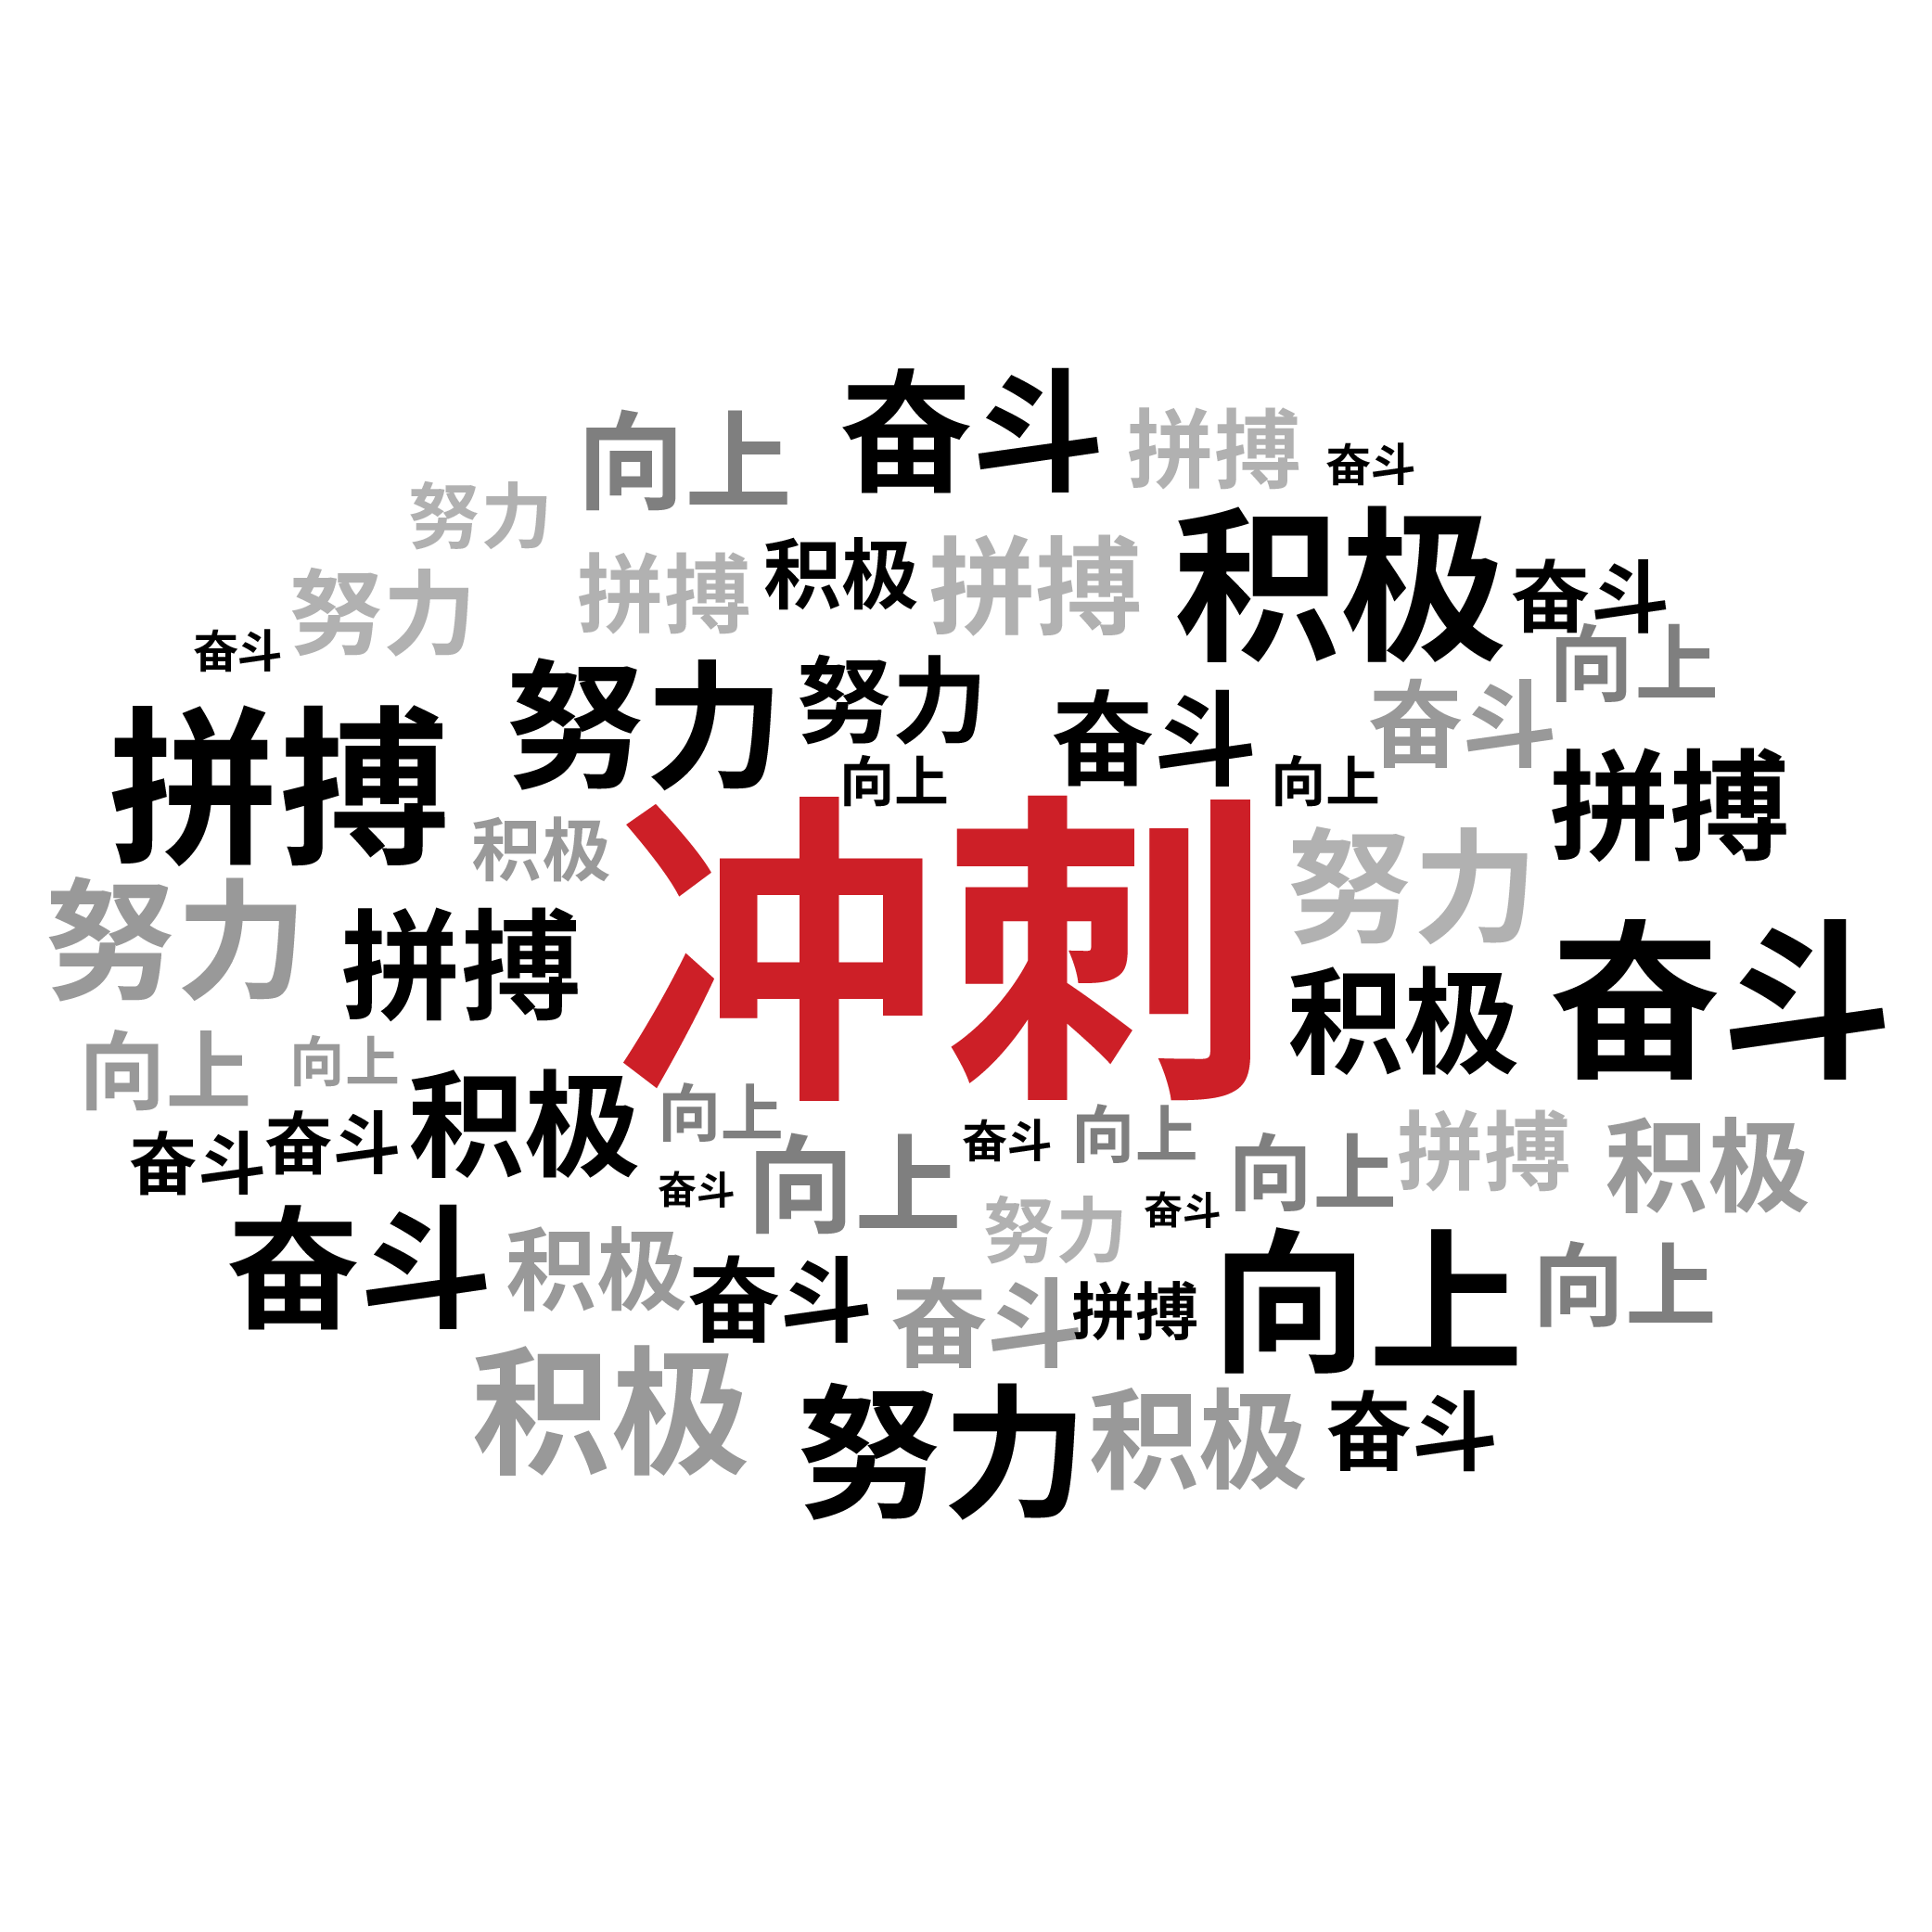 奋斗
向上
拼搏
奋斗
努力
积极
拼搏
积极
拼搏
奋斗
努力
奋斗
向上
努力
努力
奋斗
奋斗
拼搏
向上
向上
拼搏
积极
冲刺
努力
努力
拼搏
积极
奋斗
向上
向上
积极
向上
奋斗
向上
拼搏
积极
奋斗
奋斗
向上
向上
奋斗
努力
奋斗
奋斗
积极
向上
向上
奋斗
奋斗
拼搏
积极
努力
积极
奋斗